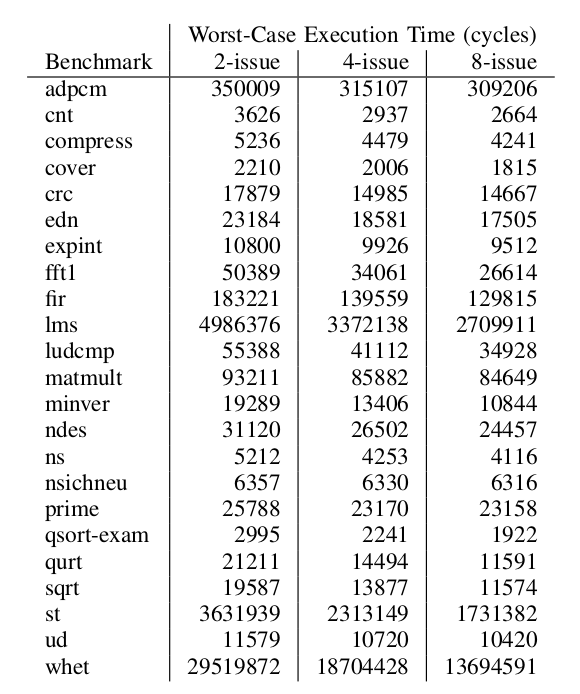 Worst-Case Execution Time (cycles)
Benchmark 2-issue 4-issue 8-issue
adpcm 350009 315107 309206
cnt 3626 2937 2664
compress 5236 4479 4241
cover 2210 2006 1815
crc 17879 14985 14667
edn 23184 18581 17505
expint 10800 9926 9512
fft1 50389 34061 26614
fir 183221 139559 129815
lms 4986376 3372138 2709911
ludcmp 55388 41112 34928
matmult 93211 85882 84649
minver 19289 13406 10844
ndes 31120 26502 24457
ns 5212 4253 4116
nsichneu 6357 6330 6316
prime 25788 23170 23158
qsort-exam 2995 2241 1922
qurt 21211 14494 11591
sqrt 19587 13877 11574
st 3631939 2313149 1731382
ud 11579 10720 10420
whet 29519872 18704428 13694591